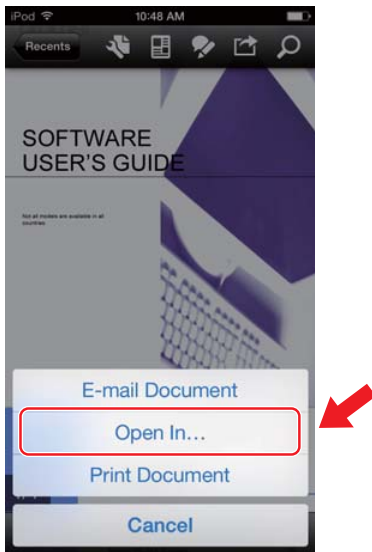 iPod 10:48 AM
Recents
SOFTWARE
USER'S GUIDE
Not all models are available in all
countries.
E-mail Document
Open In...
Print Document
Cancel